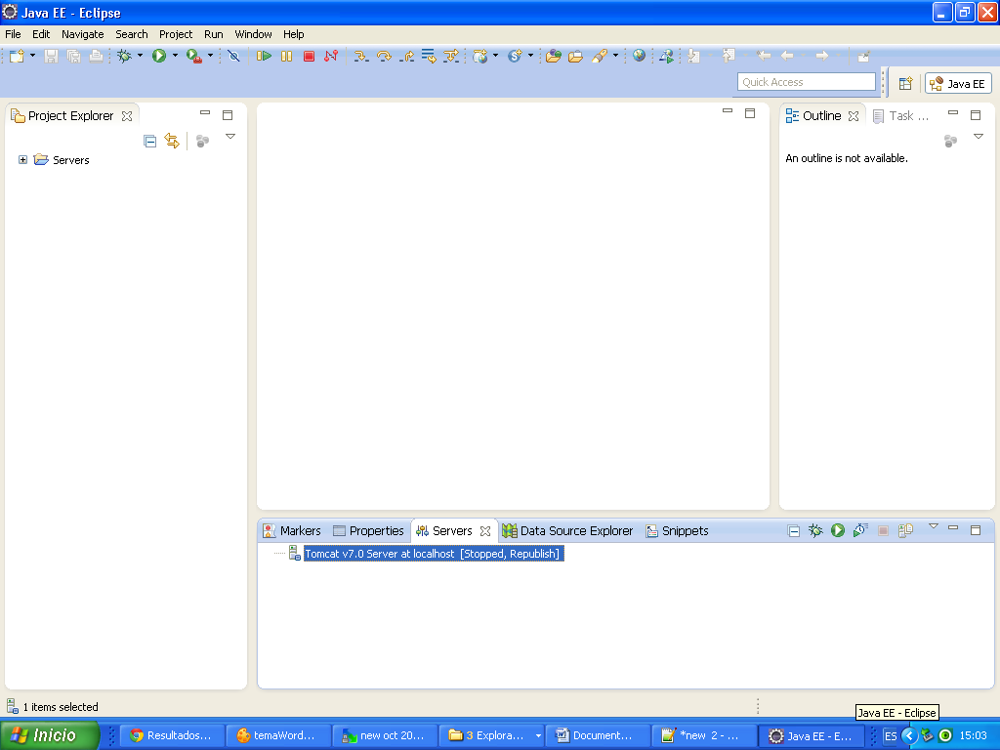 Java EE - Eclipse
File Edit Navigate Search Project Run Window Help
Quick Access
Java EE
Project Explorer
Servers
Outline
Task ...
An outline is not available.
Markers
Properties
Servers
Data Source Explorer
Snippets
Tomcat v7.0 Server at localhost [Stopped, Republish]
1 items selected
Java EE - Eclipse
Inicio
Resultados...
temaWord...
new oct 20...
3 Explora...
Document...
*new 2 - ...
Java EE - E...
ES
15:03